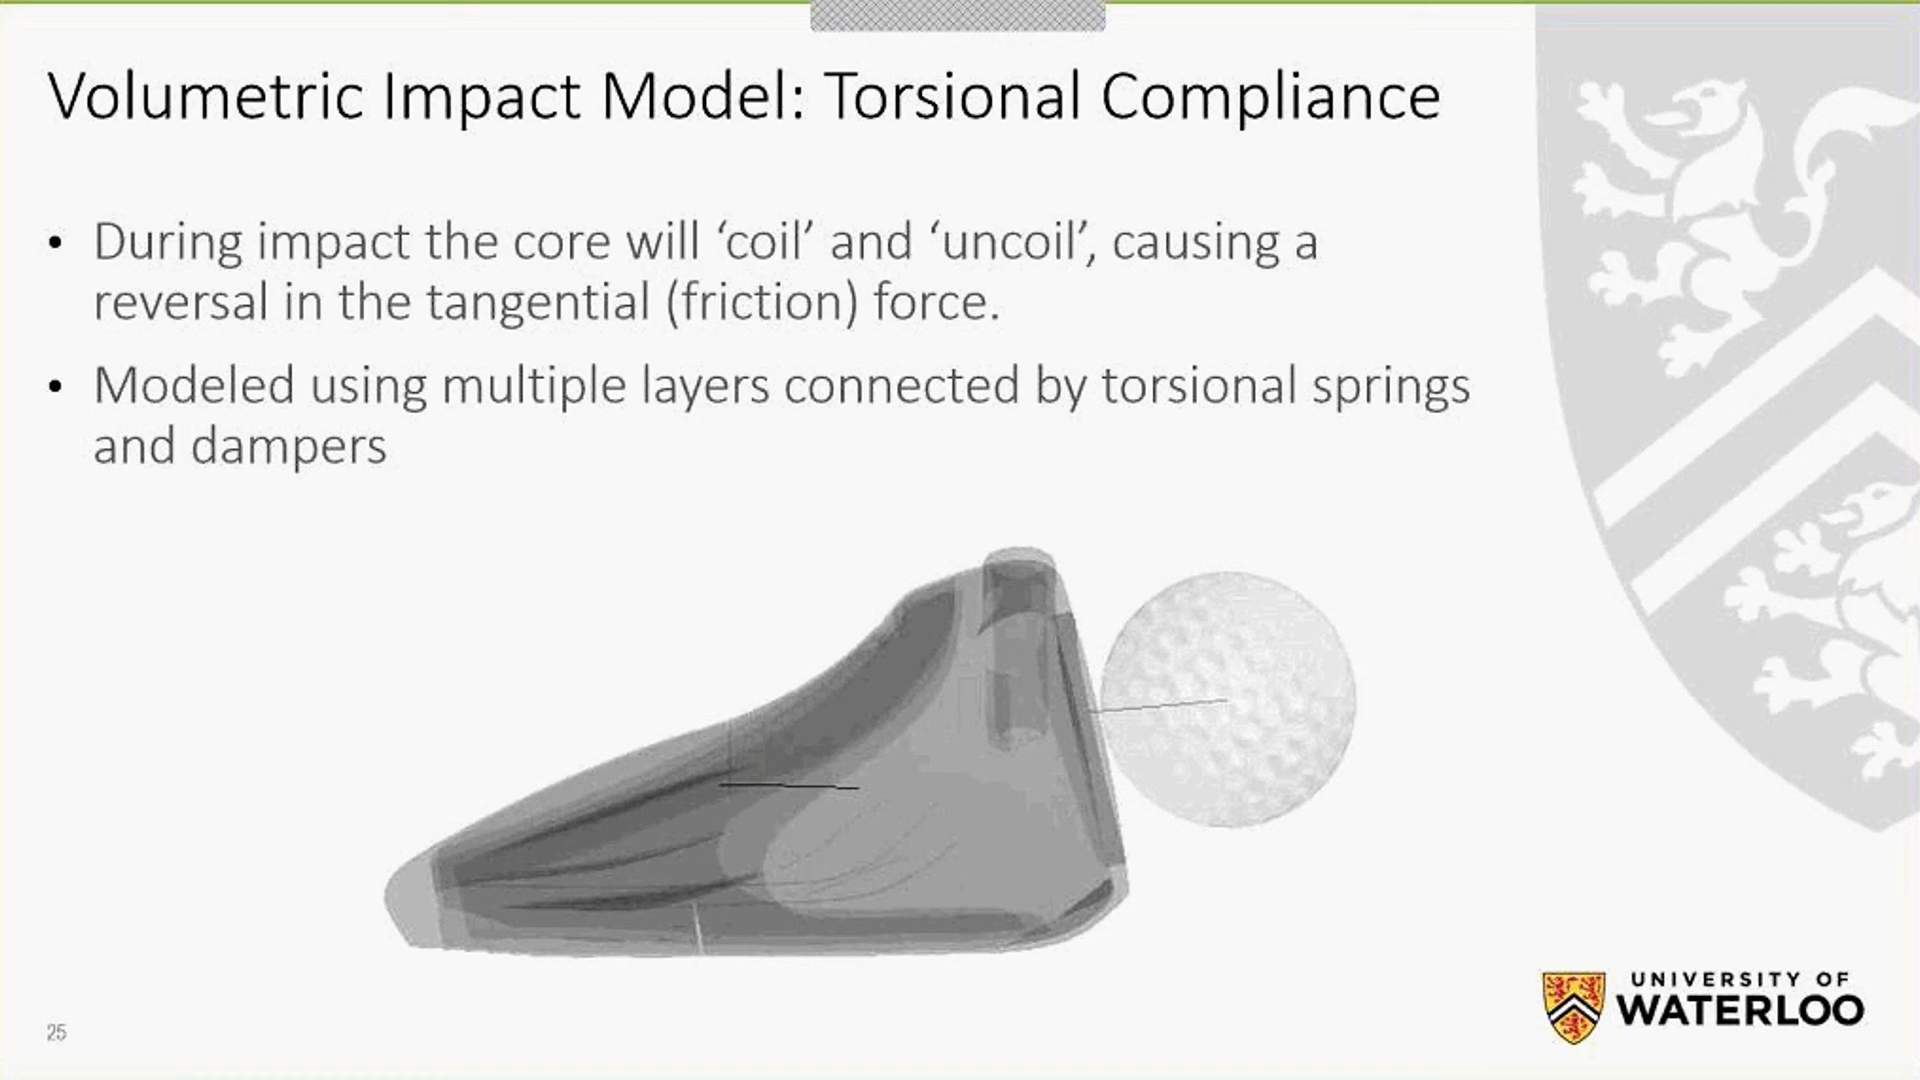 Volumetric Impact Model: Torsional Compliance
• During impact the core will ‘coil’ and ‘uncoil’, causing a
reversal in the tangential (friction) force.
• Modeled using multiple layers connected by torsional springs
and dampers
25
UNIVERSITY OF
WATERLOO